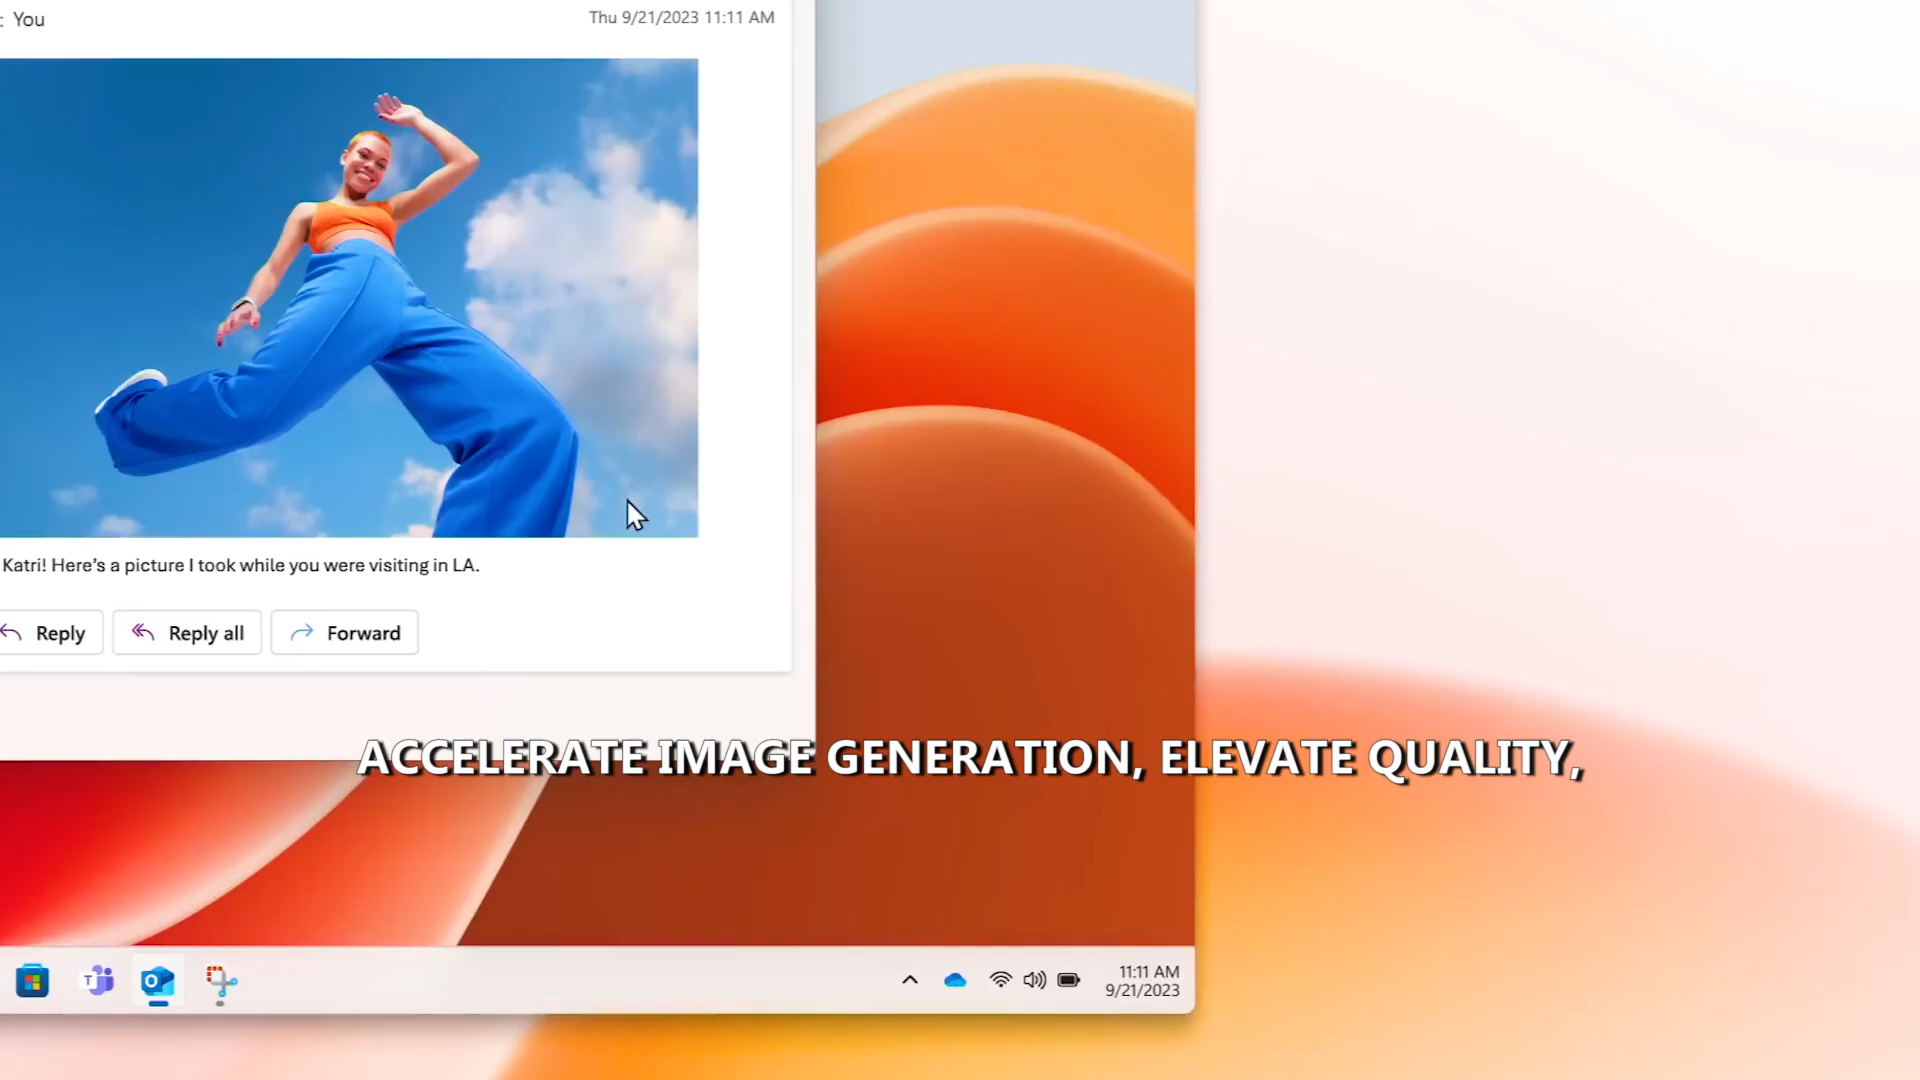 : You
Thu 9/21/2023 11:11 AM
Katri! Here's a picture I took while you were visiting in LA.
Reply
Reply all
Forward
ACCELERATE IMAGE GENERATION, ELEVATE QUALITY,
T
O
11:11 AM
9/21/2023